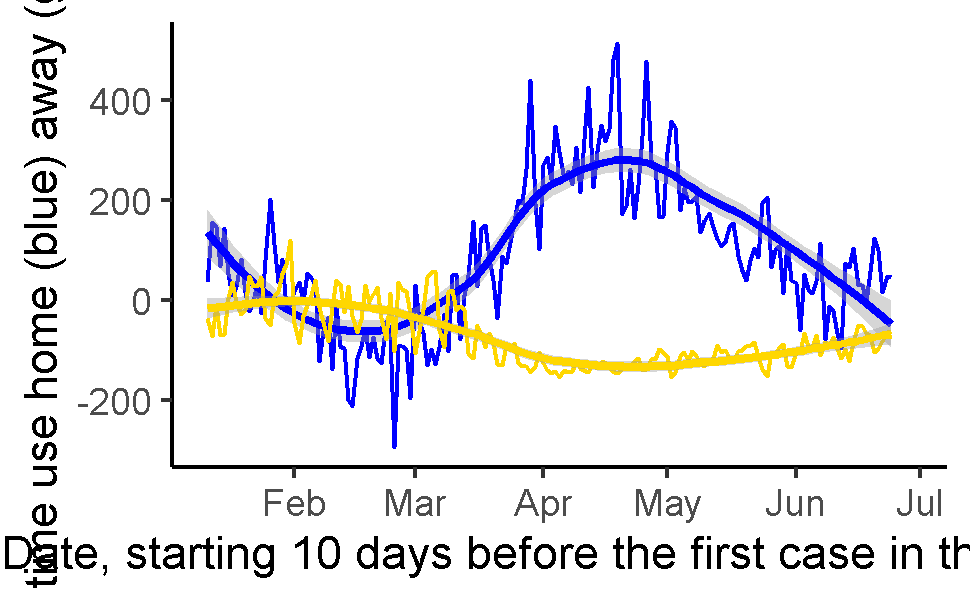 time use home (blue) away (
400
200
0
-200
Feb Mar Apr May Jun Jul
Date, starting 10 days before the first case in th